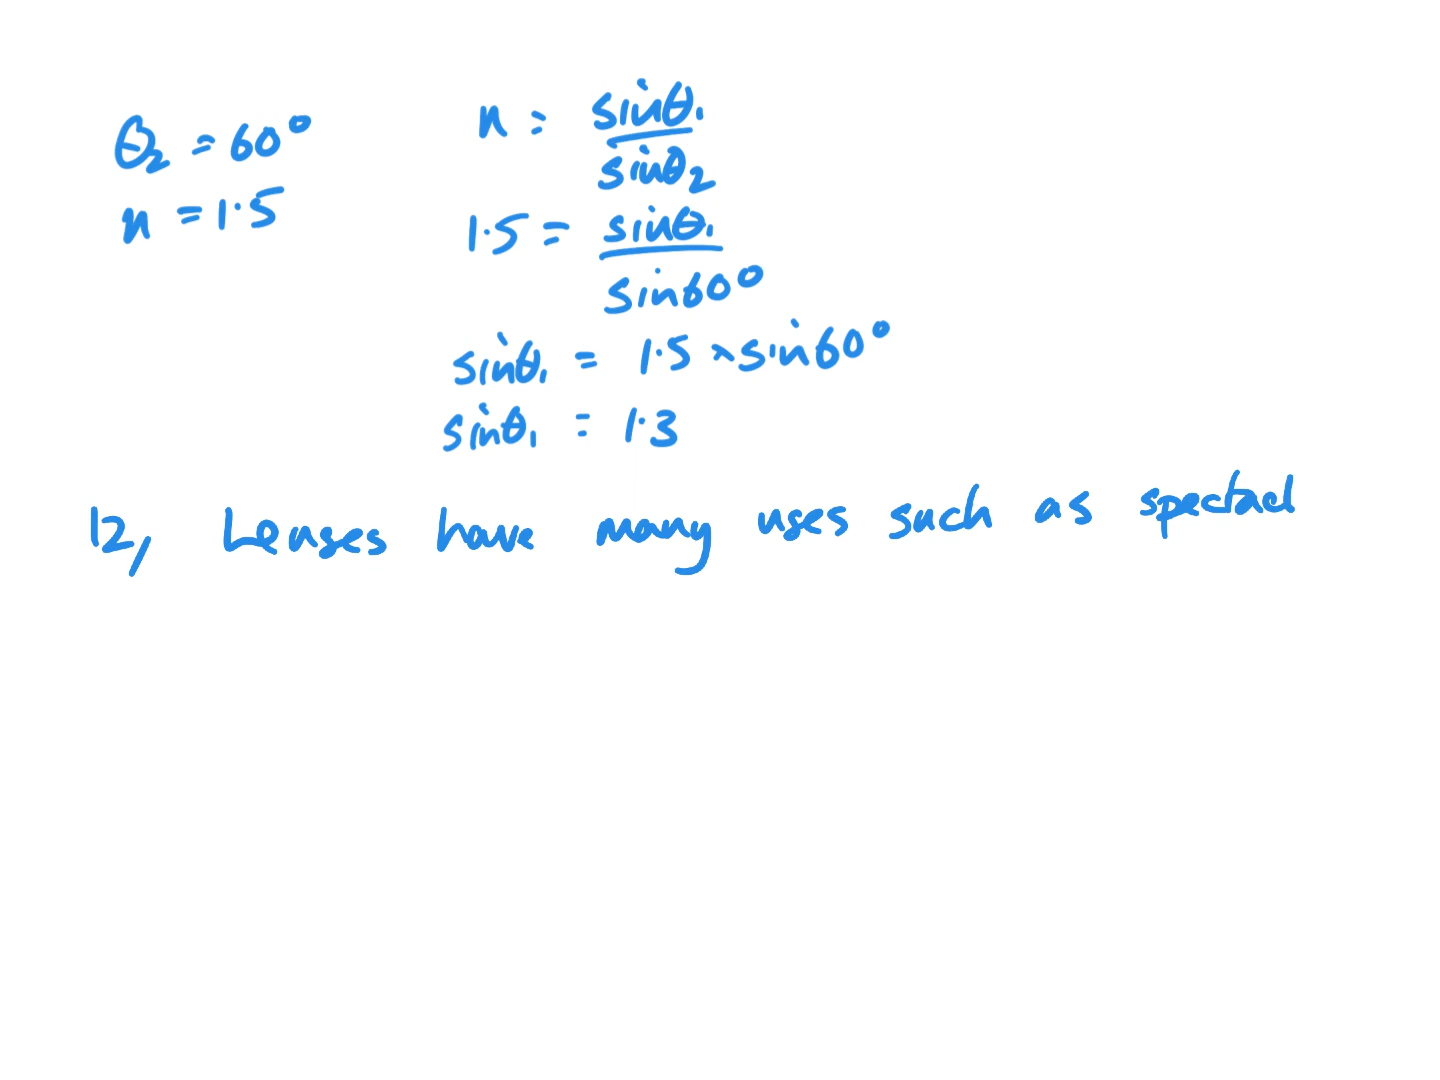 θ₂ = 60°
n = 1.5
n = sinθ₁ / sinθ₂
1.5 = sinθ₁ / sin60°
sinθ₁ = 1.5 × sin60°
sinθ₁ = 1.3
12, Lenses have many uses such as spectacl